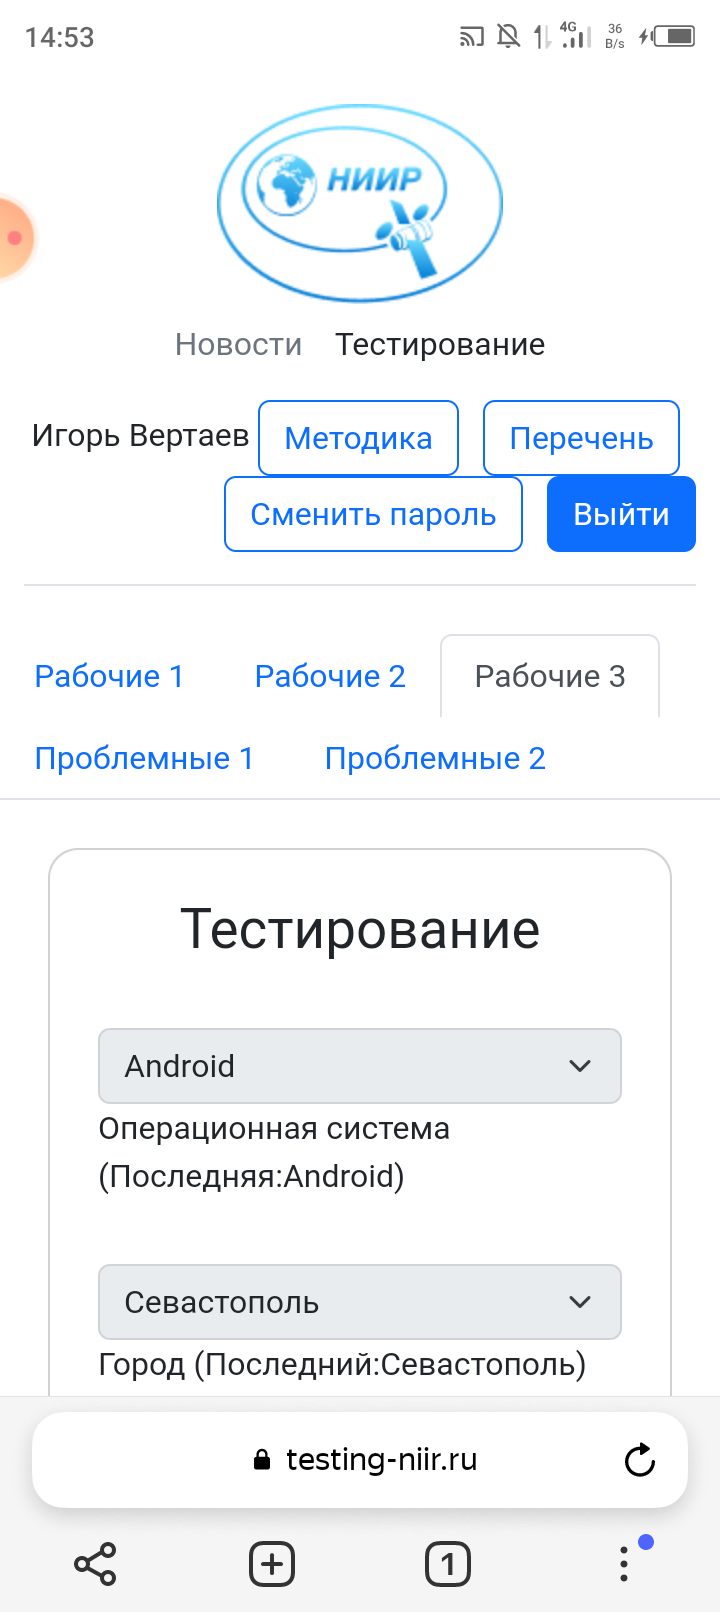 14:53
4G
36
B/s
НИИР
Новости Тестирование
Игорь Вертаев Методика Перечень
Сменить пароль Выйти
Рабочие 1 Рабочие 2 Рабочие 3
Проблемные 1 Проблемные 2
Тестирование
Android
Операционная система
(Последняя:Android)
Севастополь
Город (Последний:Севастополь)
testing-niir.ru
1